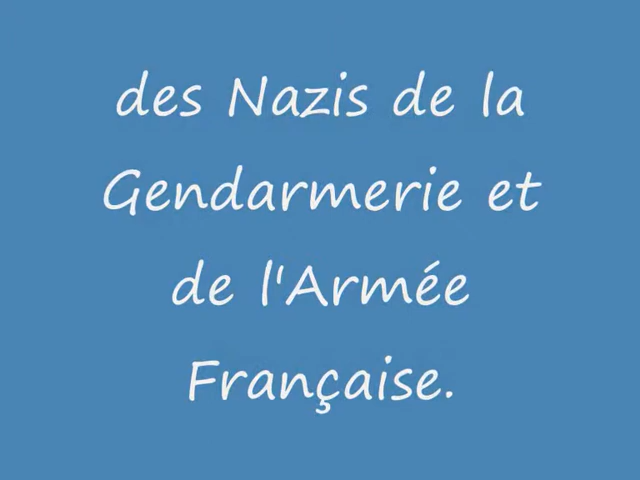 des Nazis de la
Gendarmerie et
de l'Armée
Française.